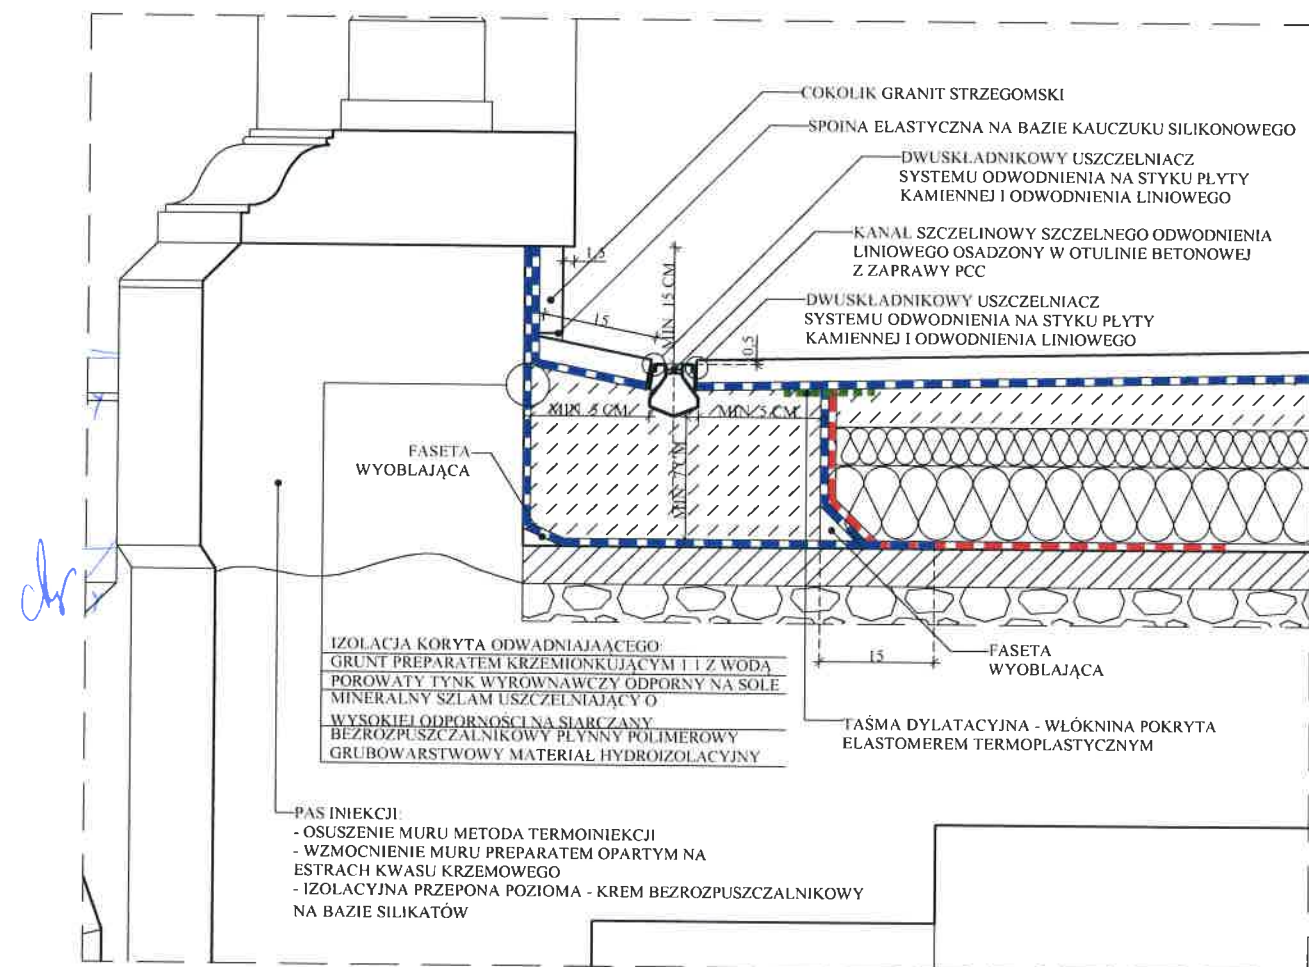 COKOLIK GRANIT STRZEGOMSKI
SPOINA ELASTYCZNA NA BAZIE KAUCZUKU SILIKONOWEGO
DWUSKŁADNIKOWY USZCZELNIACZ
SYSTEMU ODWODNIENIA NA STYKU PŁYTY
KAMIENNEJ I ODWODNIENIA LINIOWEGO
KANAŁ SZCZELINOWY SZCZELNEGO ODWODNIENIA
LINIOWEGO OSADZONY W OTULINIE BETONOWEJ
Z ZAPRAWY PCC
DWUSKŁADNIKOWY USZCZELNIACZ
SYSTEMU ODWODNIENIA NA STYKU PŁYTY
KAMIENNEJ I ODWODNIENIA LINIOWEGO
1,5
15
MIN 15 CM
0,5
MIN 5 CM
MIN 5 CM
MIN 7 CM
FASETA
WYOBLAJĄCA
IZOLACJA KORYTA ODWADNIAJAĄCEGO:
GRUNT PREPARATEM KRZEMIONKUJĄCYM 1 1 Z WODĄ
POROWATY TYNK WYRÓWNAWCZY ODPORNY NA SOLE
MINERALNY SZLAM USZCZELNIAJĄCY O
WYSOKIEJ ODPORNOŚCI NA SIARCZANY
BEZROZPUSZCZALNIKOWY PŁYNNY POLIMEROWY
GRUBOWARSTWOWY MATERIAŁ HYDROIZOLACYJNY
15
FASETA
WYOBLAJĄCA
TAŚMA DYLATACYJNA - WŁÓKNINA POKRYTA
ELASTOMEREM TERMOPLASTYCZNYM
PAS INIEKCJI:
- OSUSZENIE MURU METODA TERMOINIEKCJI
- WZMOCNIENIE MURU PREPARATEM OPARTYM NA
ESTRACH KWASU KRZEMOWEGO
- IZOLACYJNA PRZEPONA POZIOMA - KREM BEZROZPUSZCZALNIKOWY
NA BAZIE SILIKATÓW